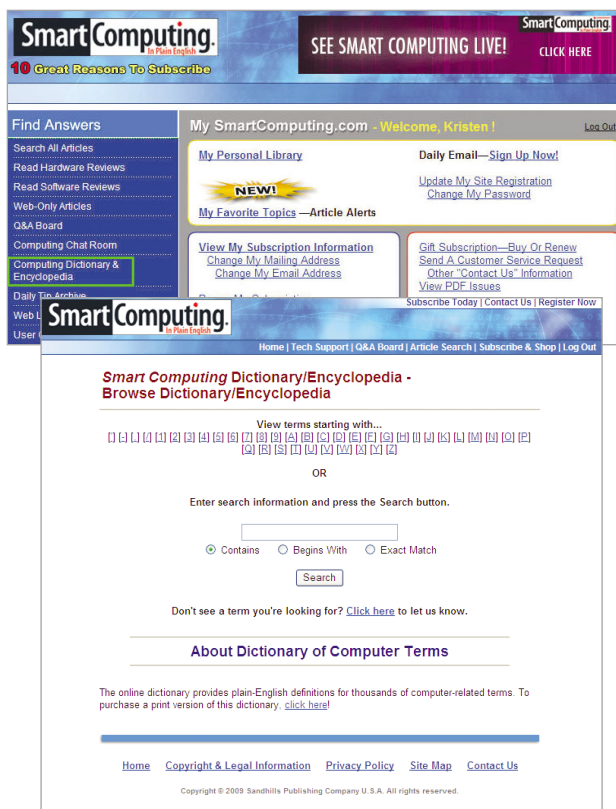 Smart Computing.
In Plain English
10 Great Reasons To Subscribe
SEE SMART COMPUTING LIVE!
Smart Computing.
CLICK HERE
Find Answers
Search All Articles
Read Hardware Reviews
Read Software Reviews
Web-Only Articles
Q&A Board
Computing Chat Room
Computing Dictionary &
Encyclopedia
Daily Tip Archive
Web L
User
My SmartComputing.com - Welcome, Kristen !
Log Out
My Personal Library
NEW!
My Favorite Topics —Article Alerts
Daily Email—Sign Up Now!
Update My Site Registration
Change My Password
View My Subscription Information
Change My Mailing Address
Change My Email Address
Gift Subscription—Buy Or Renew
Send A Customer Service Request
Other "Contact Us" Information
View PDF Issues
Smart Computing.
In Plain English
Subscribe Today | Contact Us | Register Now
Home | Tech Support | Q&A Board | Article Search | Subscribe & Shop | Log Out
Smart Computing Dictionary/Encyclopedia -
Browse Dictionary/Encyclopedia
View terms starting with...
['] [-] [.] [/] [1] [2] [3] [4] [5] [6] [7] [8] [9] [A] [B] [C] [D] [E] [F] [G] [H] [I] [J] [K] [L] [M] [N] [O] [P]
[Q] [R] [S] [T] [U] [V] [W] [X] [Y] [Z]
OR
Enter search information and press the Search button.
Contains Begins With Exact Match
Search
Don't see a term you're looking for? Click here to let us know.
About Dictionary of Computer Terms
The online dictionary provides plain-English definitions for thousands of computer-related terms. To
purchase a print version of this dictionary, click here!
Home Copyright & Legal Information Privacy Policy Site Map Contact Us
Copyright © 2009 Sandhills Publishing Company U.S.A. All rights reserved.